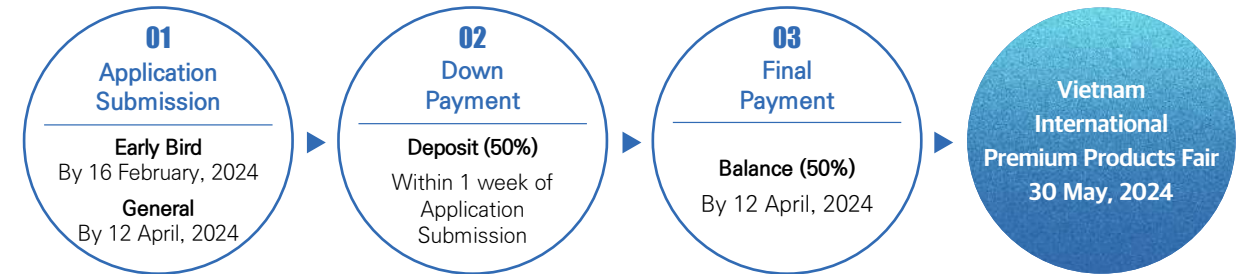 01
Application
Submission
Early Bird
By 16 February, 2024
General
By 12 April, 2024
02
Down
Payment
Deposit (50%)
Within 1 week of
Application
Submission
03
Final
Payment
Balance (50%)
By 12 April, 2024
Vietnam
International
Premium Products Fair
30 May, 2024